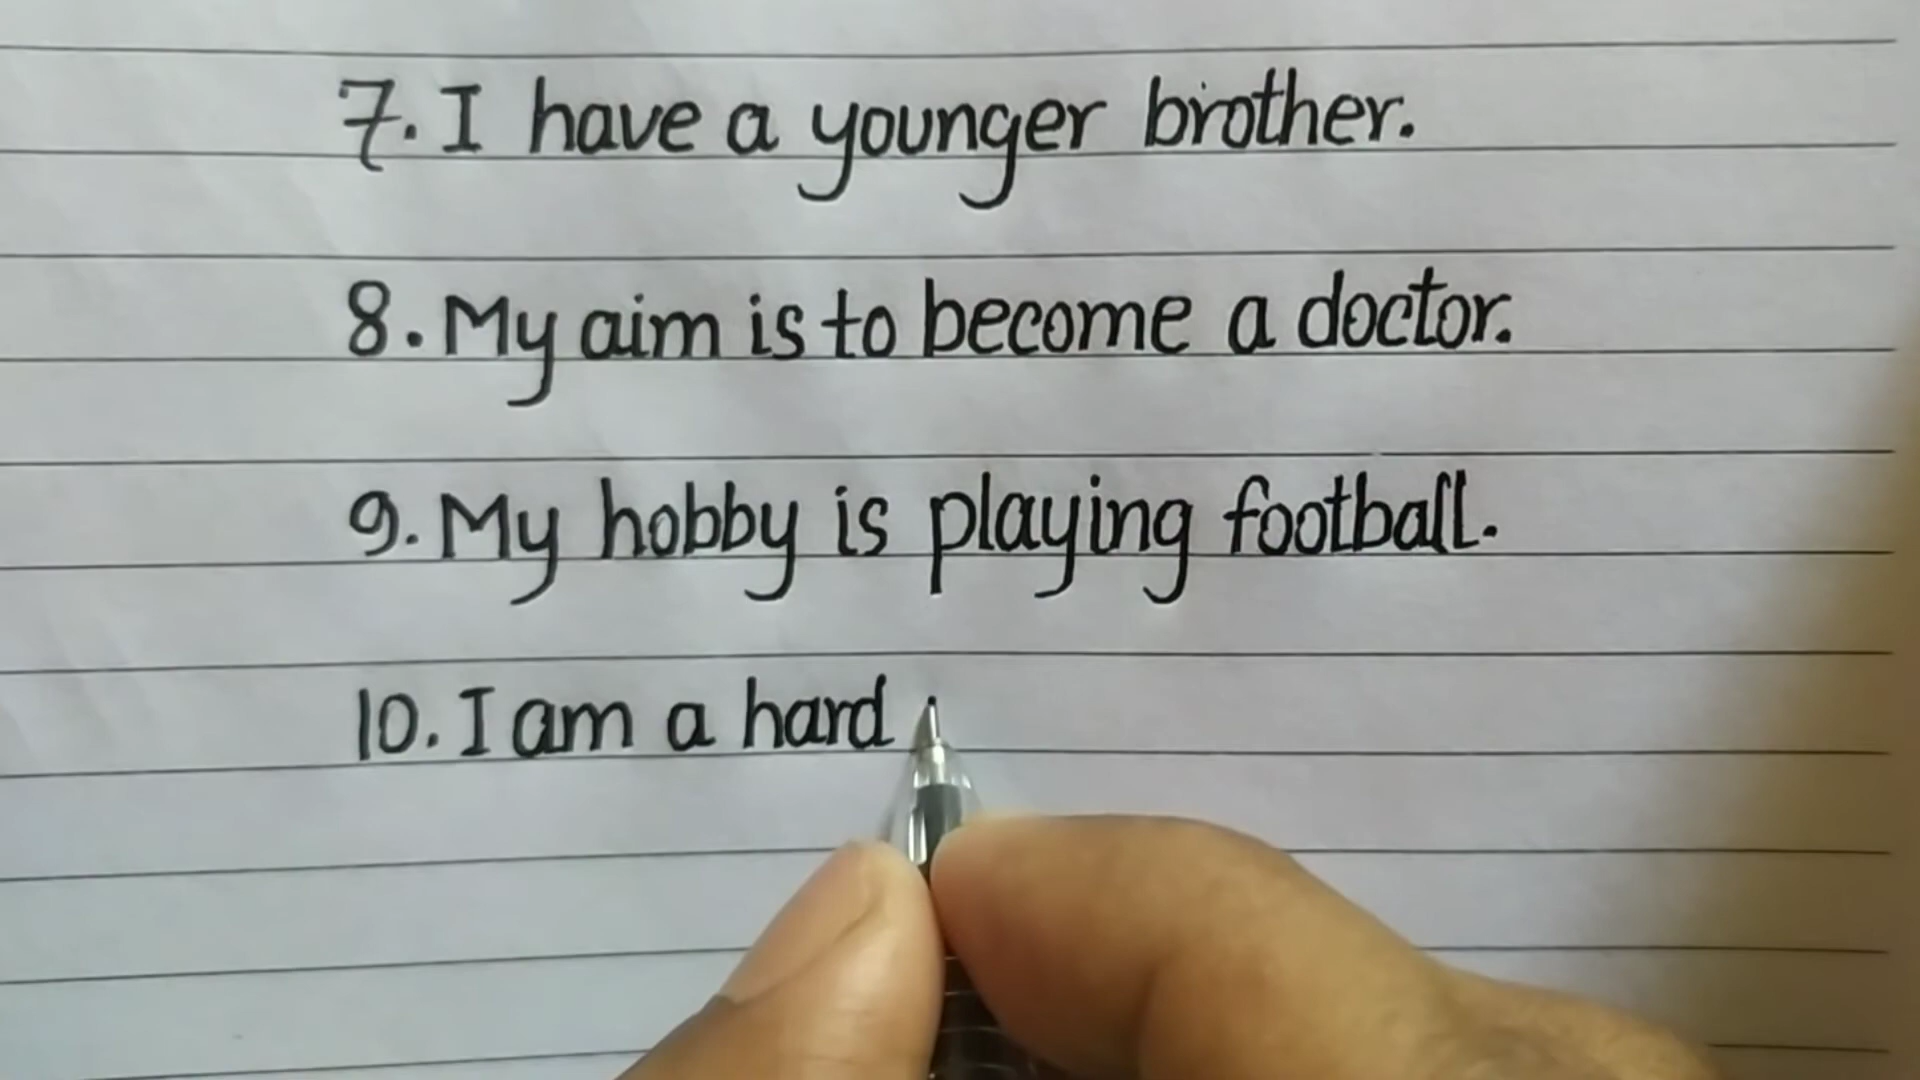 7. I have a younger brother.
8. My aim is to become a doctor.
9. My hobby is playing football.
10. I am a hard